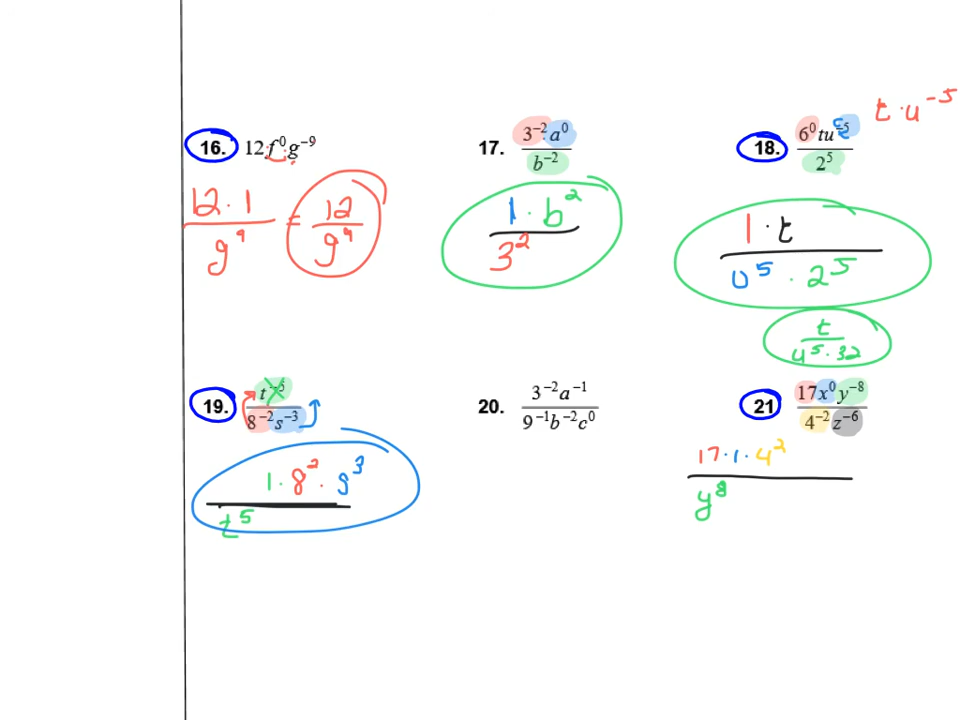 t · u⁻⁵
16. 12f⁰g⁻⁹
12 · 1 / g⁹ = 12 / g⁹
17. 3⁻²a⁰ / b⁻²
1 · b² / 3²
18. 6⁰tu⁻⁵ / 2⁵
1 · t / u⁵ · 2⁵
t / u⁵ · 32
19. t⁻⁵ / 8⁻²s⁻³
1 · 8² · s³ / t⁵
20. 3⁻²a⁻¹ / 9⁻¹b⁻²c⁰
21 17x⁰y⁻⁸ / 4⁻²z⁻⁶
17 · 1 · 4² / y⁸